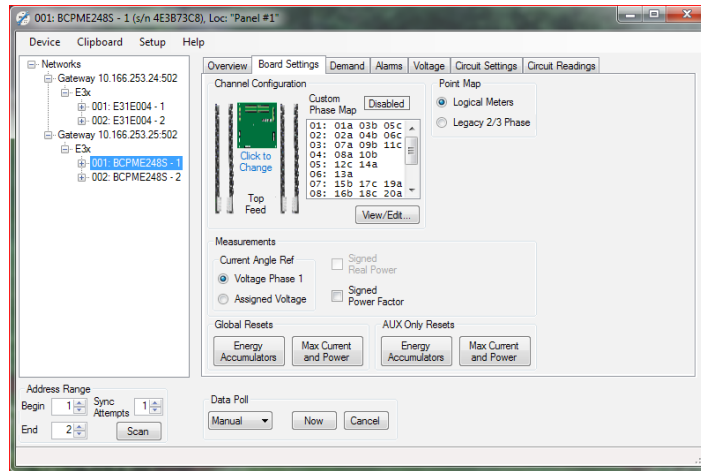 001: BCPME248S - 1 (s/n 4E3B73C8), Loc: "Panel #1"
Device Clipboard Setup Help
Networks
Gateway 10.166.253.24:502
E3x
001: E31E004 - 1
002: E31E004 - 2
Gateway 10.166.253.25:502
E3x
001: BCPME248S - 1
002: BCPME248S - 2
Overview Board Settings Demand Alarms Voltage Circuit Settings Circuit Readings
Channel Configuration
Click to
Change
Top
Feed
Custom
Phase Map
Disabled
01: 01a 03b 05c
02: 02a 04b 06c
03: 07a 09b 11c
04: 08a 10b
05: 12c 14a
06: 13a
07: 15b 17c 19a
08: 16b 18c 20a
View/Edit...
Point Map
Logical Meters
Legacy 2/3 Phase
Measurements
Current Angle Ref
Voltage Phase 1
Assigned Voltage
Signed
Real Power
Signed
Power Factor
Global Resets
Energy
Accumulators
Max Current
and Power
AUX Only Resets
Energy
Accumulators
Max Current
and Power
Address Range
Begin 1
Sync
Attempts 1
End 2
Scan
Data Poll
Manual Now Cancel